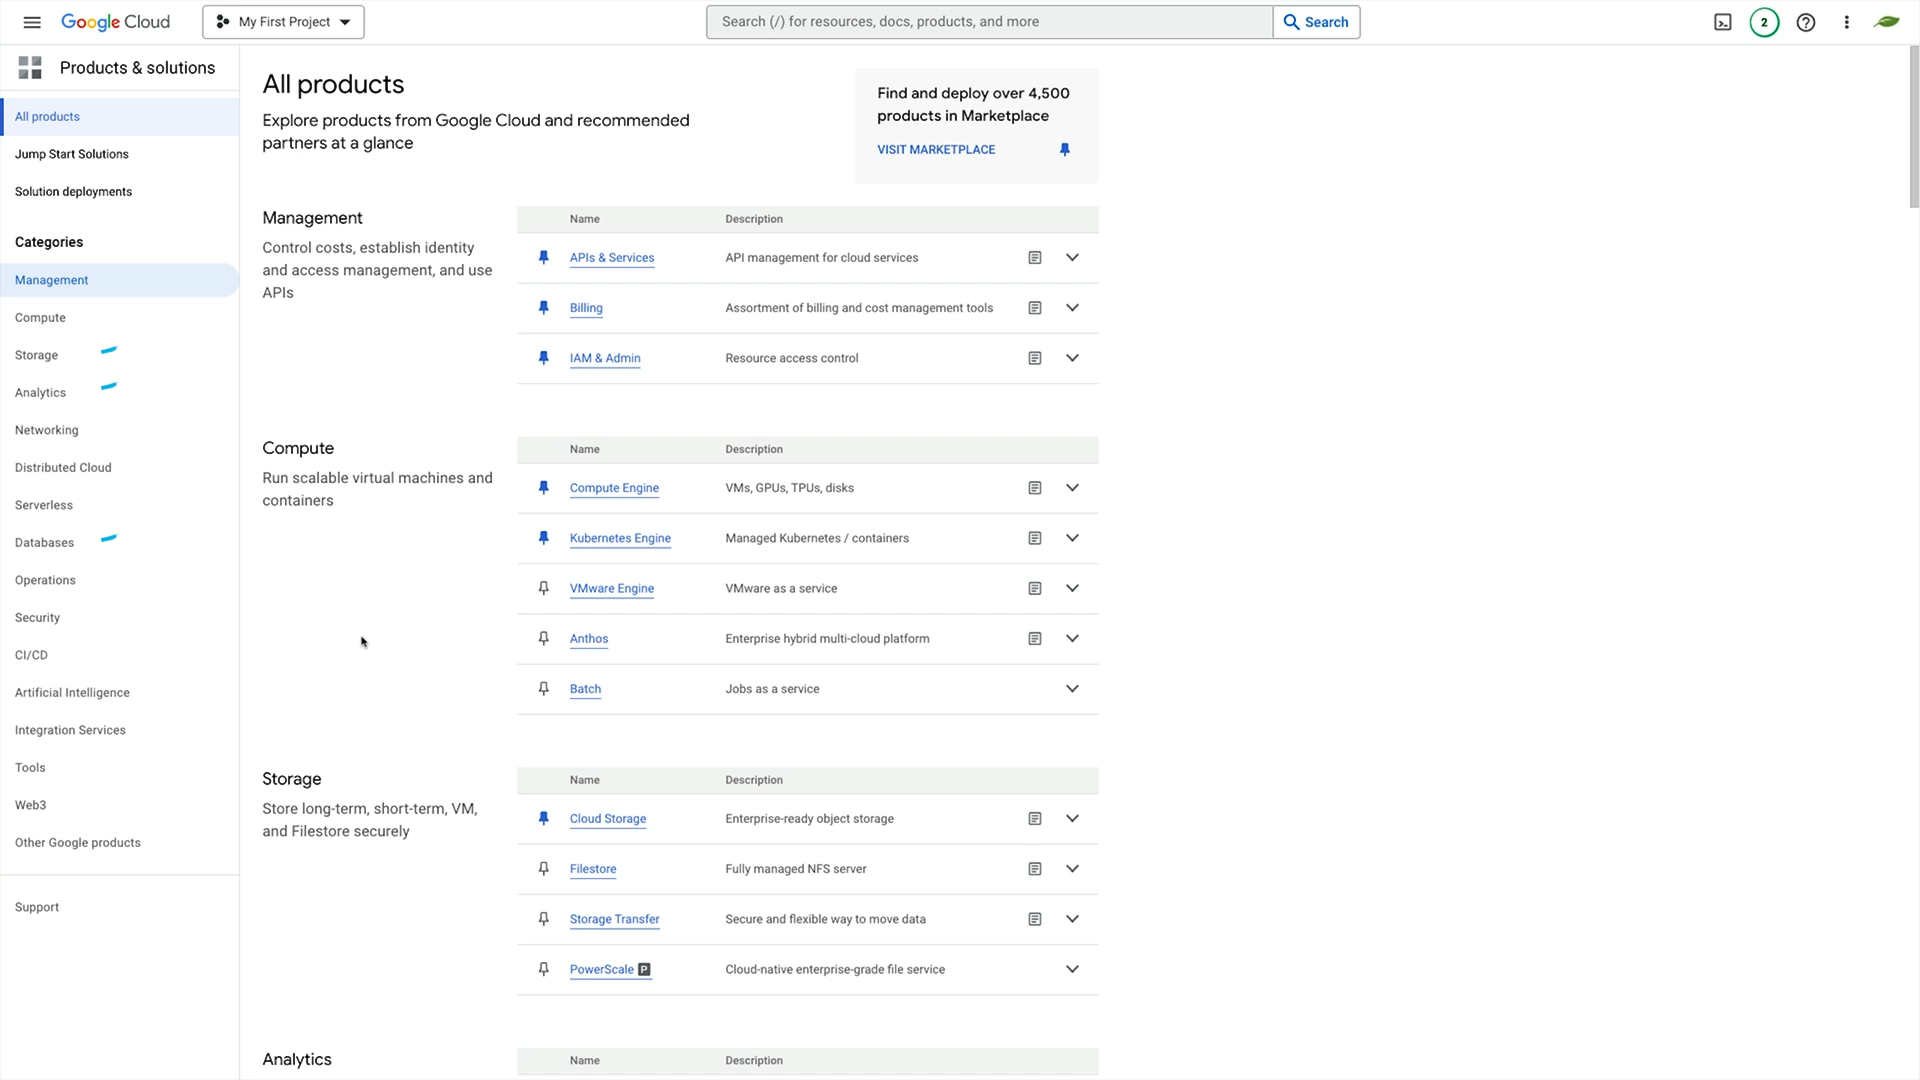 Google Cloud
My First Project
Search (/) for resources, docs, products, and more
Search
2
Products & solutions
All products
Jump Start Solutions
Solution deployments
Categories
Management
Compute
Storage
Analytics
Networking
Distributed Cloud
Serverless
Databases
Operations
Security
CI/CD
Artificial Intelligence
Integration Services
Tools
Web3
Other Google products
Support
All products
Explore products from Google Cloud and recommended
partners at a glance
Find and deploy over 4,500
products in Marketplace
VISIT MARKETPLACE
Management
Control costs, establish identity
and access management, and use
APIs
Name Description
APIs & Services API management for cloud services
Billing Assortment of billing and cost management tools
IAM & Admin Resource access control
Compute
Run scalable virtual machines and
containers
Name Description
Compute Engine VMs, GPUs, TPUs, disks
Kubernetes Engine Managed Kubernetes / containers
VMware Engine VMware as a service
Anthos Enterprise hybrid multi-cloud platform
Batch Jobs as a service
Storage
Store long-term, short-term, VM,
and Filestore securely
Name Description
Cloud Storage Enterprise-ready object storage
Filestore Fully managed NFS server
Storage Transfer Secure and flexible way to move data
PowerScale P Cloud-native enterprise-grade file service
Analytics
Name Description